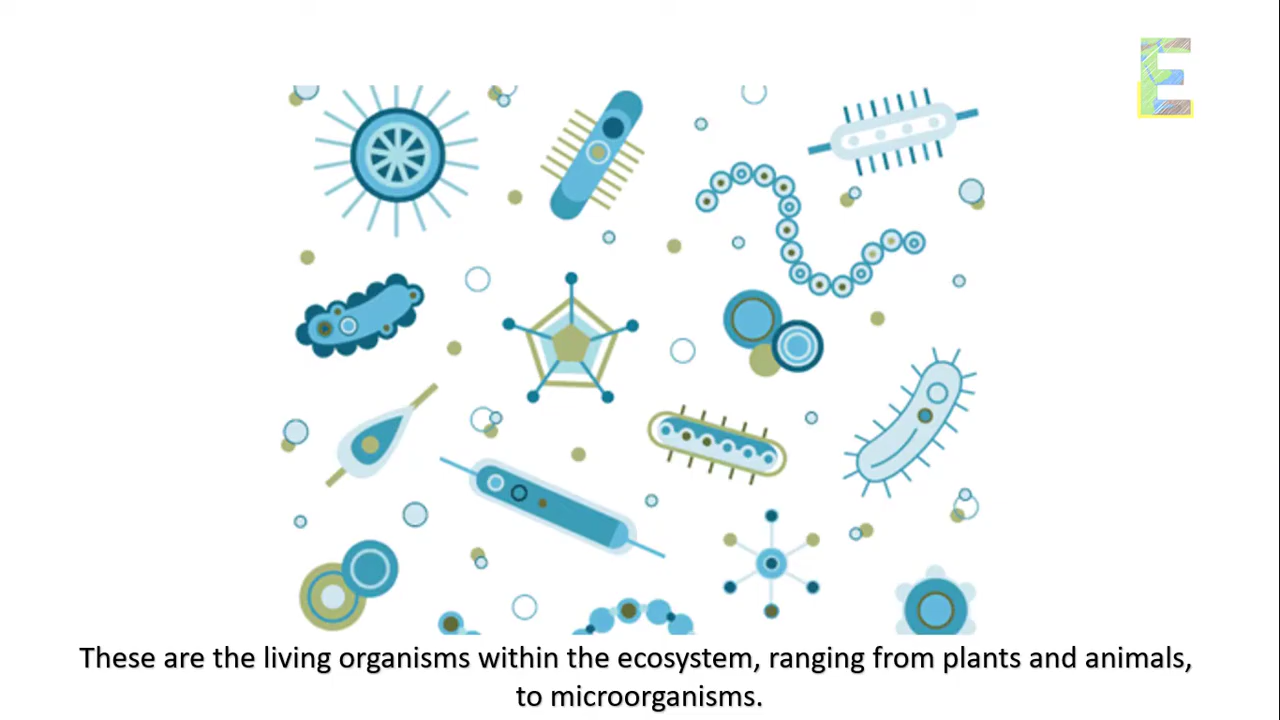 E
These are the living organisms within the ecosystem, ranging from plants and animals,
to microorganisms.